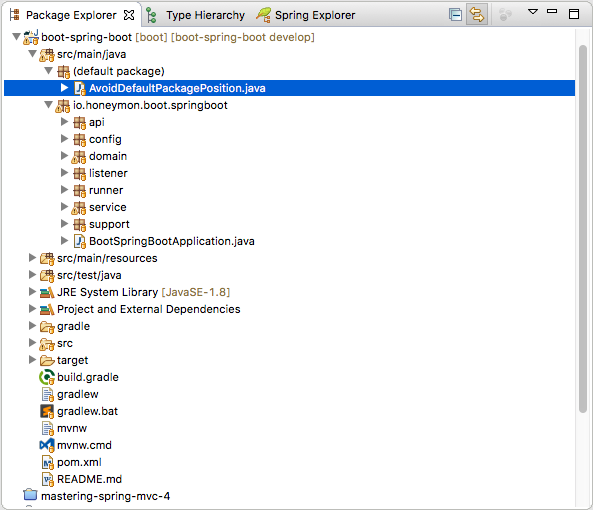 Package Explorer Type Hierarchy Spring Explorer
boot-spring-boot [boot] [boot-spring-boot develop]
src/main/java
(default package)
AvoidDefaultPackagePosition.java
io.honeymon.boot.springboot
api
config
domain
listener
runner
service
support
BootSpringBootApplication.java
src/main/resources
src/test/java
JRE System Library [JavaSE-1.8]
Project and External Dependencies
gradle
src
target
build.gradle
gradlew
gradlew.bat
mvnw
mvnw.cmd
pom.xml
README.md
mastering-spring-mvc-4